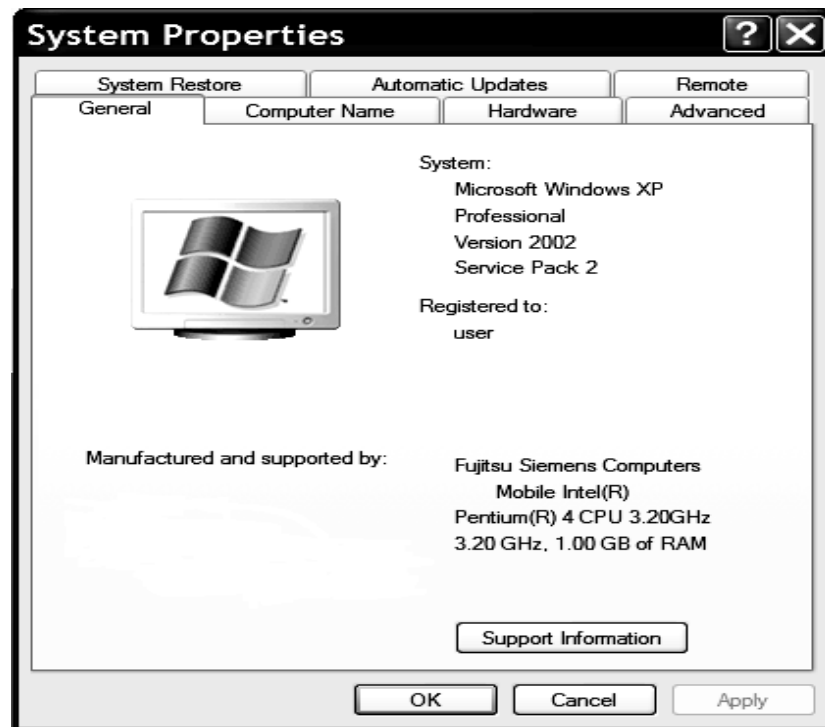 System Properties
System Restore Automatic Updates Remote
General Computer Name Hardware Advanced
System:
Microsoft Windows XP
Professional
Version 2002
Service Pack 2
Registered to:
user
Manufactured and supported by:
Fujitsu Siemens Computers
Mobile Intel(R)
Pentium(R) 4 CPU 3.20GHz
3.20 GHz, 1.00 GB of RAM
Support Information
OK Cancel Apply